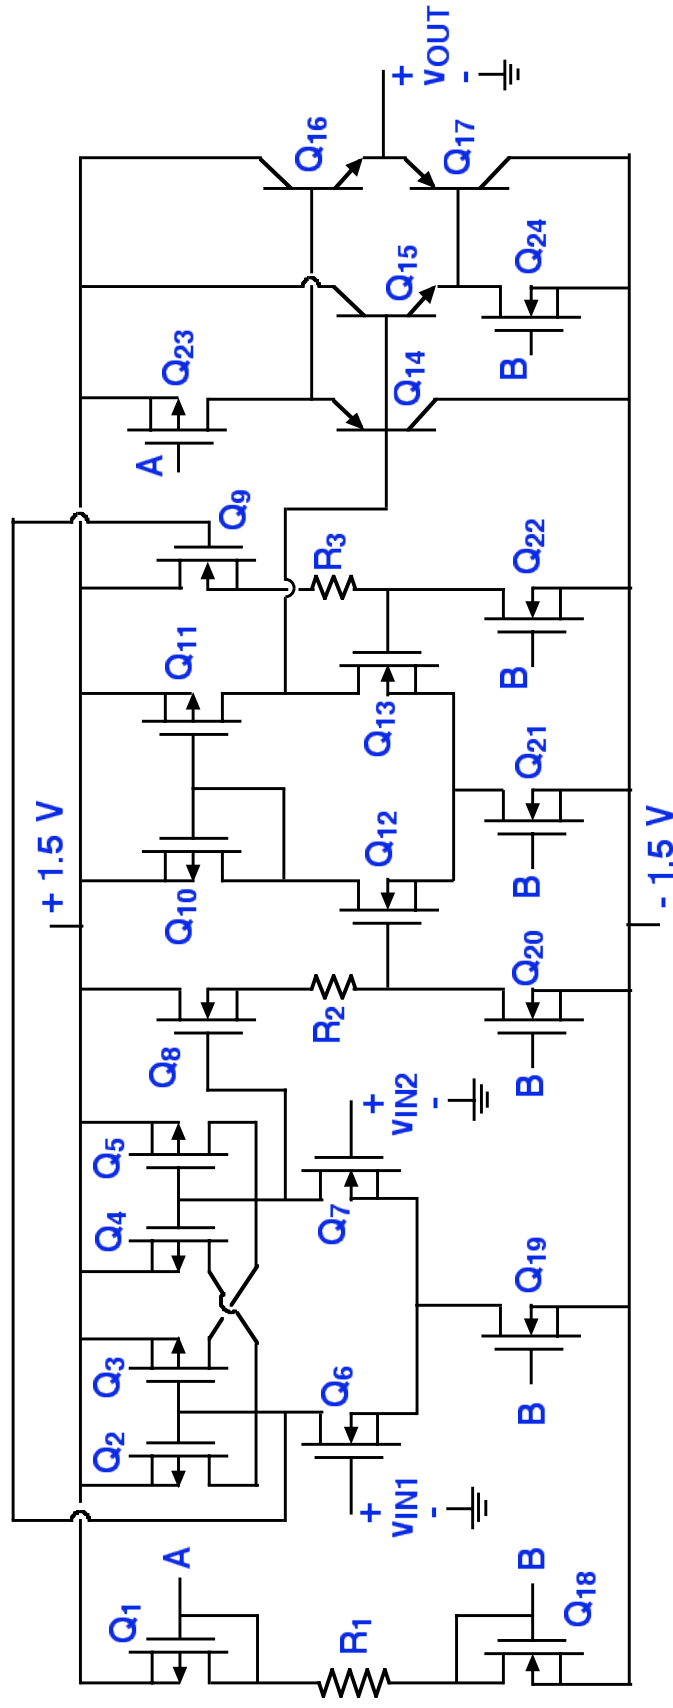 + 1.5 V
Q1
A
Q2
Q3
Q4
Q5
Q8
Q10
Q11
Q9
A
Q23
R1
vIN1
+
-
Q6
Q7
+
vIN2
-
R2
Q12
Q13
R3
Q14
Q15
Q16
Q17
+
vOUT
-
B
Q18
B
Q19
B
Q20
B
Q21
B
Q22
B
Q24
- 1.5 V